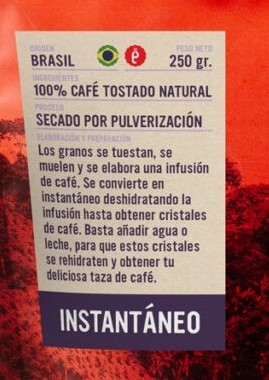 ORIGEN PESO NETO
BRASIL 250 gr.
INGREDIENTES
100% CAFÉ TOSTADO NATURAL
PROCESO
SECADO POR PULVERIZACIÓN
ELABORACIÓN Y PREPARACIÓN
Los granos se tuestan, se
muelen y se elabora una infusión
de café. Se convierte en
instantáneo deshidratando la
infusión hasta obtener cristales
de café. Basta añadir agua o
leche, para que estos cristales
se rehidraten y obtener tu
deliciosa taza de café.
INSTANTÁNEO